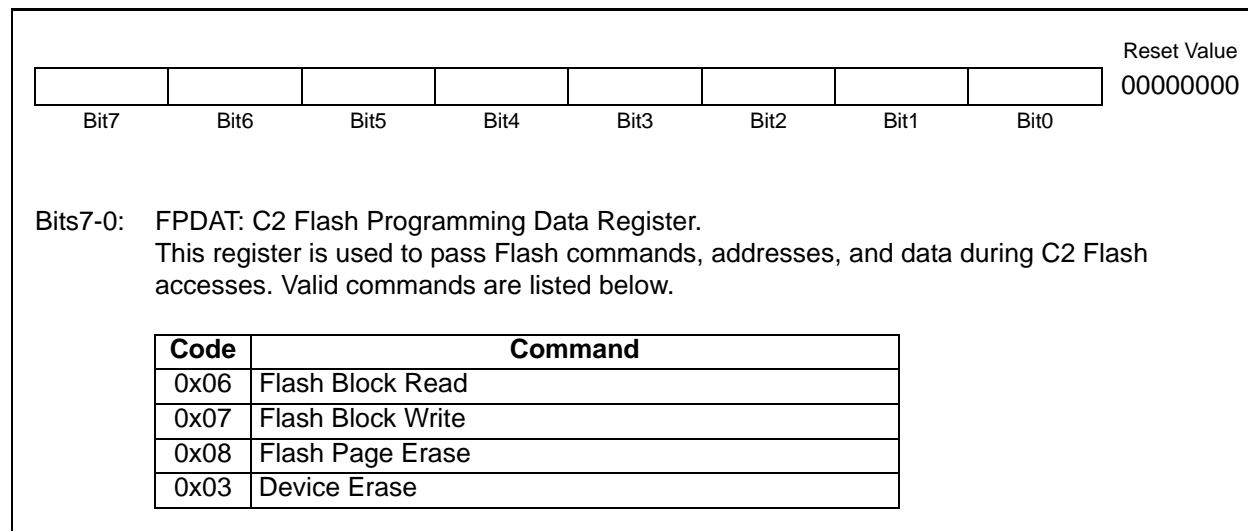 Reset Value
00000000
Bit7 Bit6 Bit5 Bit4 Bit3 Bit2 Bit1 Bit0
Bits7-0: FPDAT: C2 Flash Programming Data Register.
This register is used to pass Flash commands, addresses, and data during C2 Flash
accesses. Valid commands are listed below.
Code Command
0x06 Flash Block Read
0x07 Flash Block Write
0x08 Flash Page Erase
0x03 Device Erase